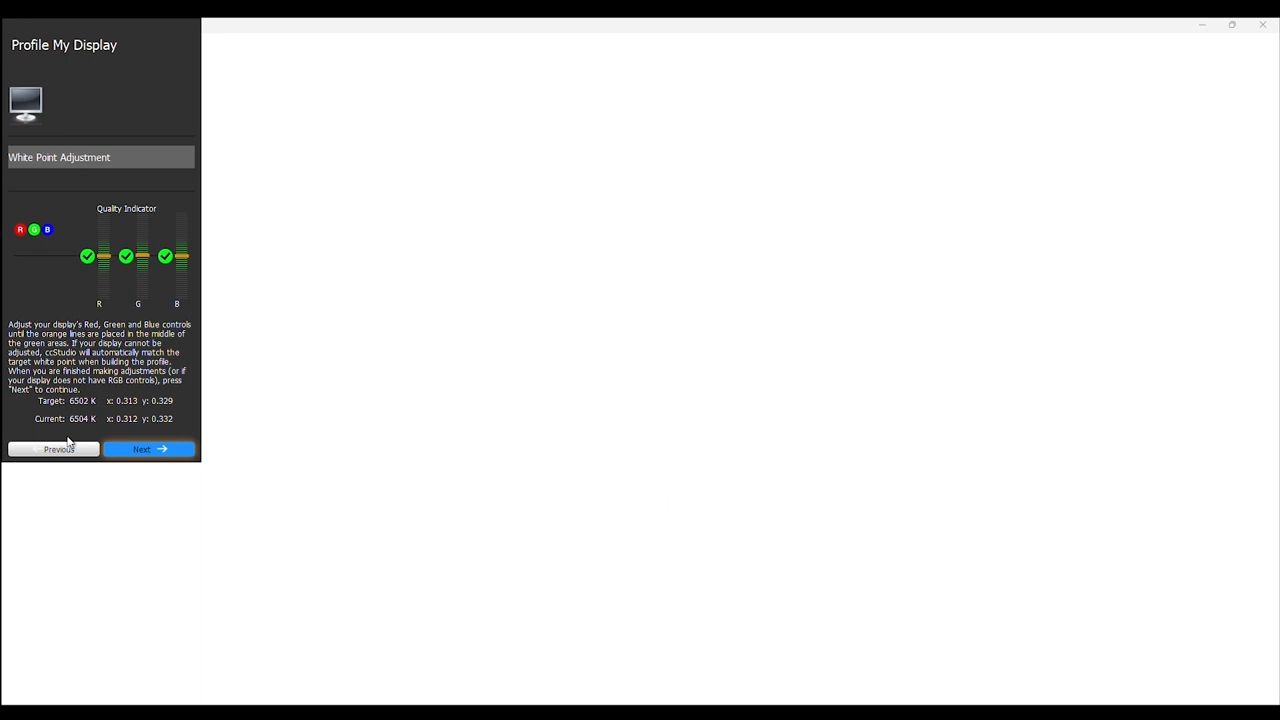 Profile My Display
White Point Adjustment
Quality Indicator
R G B
R G B
Adjust your display's Red, Green and Blue controls
until the orange lines are placed in the middle of
the green areas. If your display cannot be
adjusted, ccStudio will automatically match the
target white point when building the profile.
When you are finished making adjustments (or if
your display does not have RGB controls), press
"Next" to continue.
Target: 6502 K x: 0.313 y: 0.329
Current: 6504 K x: 0.312 y: 0.332
Previous Next